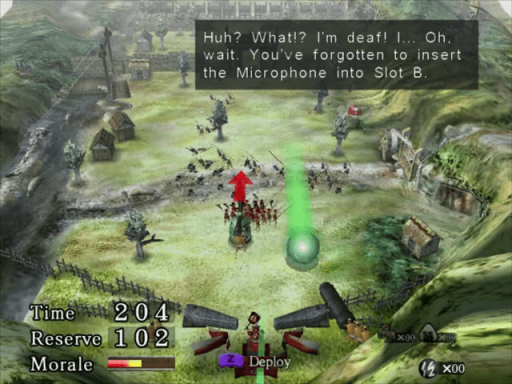 Huh? What!? I'm deaf! I... Oh,
wait. You've forgotten to insert
the Microphone into Slot B.
Time 204
Reserve 102
Morale
Z Deploy
×00 ×00
×00